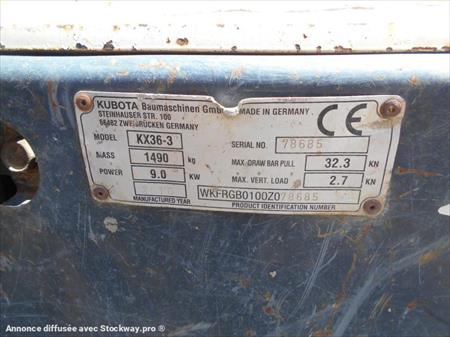 KUBOTA Baumaschinen GmbH MADE IN GERMANY
STEINHAUSER STR. 100
66482 ZWEIBRÜCKEN GERMANY
CE
MODEL KX36-3 SERIAL NO. 78685
MASS 1490 kg MAX. DRAW BAR PULL 32.3 KN
POWER 9.0 KW MAX. VERT. LOAD 2.7 KN
MANUFACTURED YEAR WKFRGB0100Z078685
PRODUCT IDENTIFICATION NUMBER
Annonce diffusée avec Stockway.pro ®